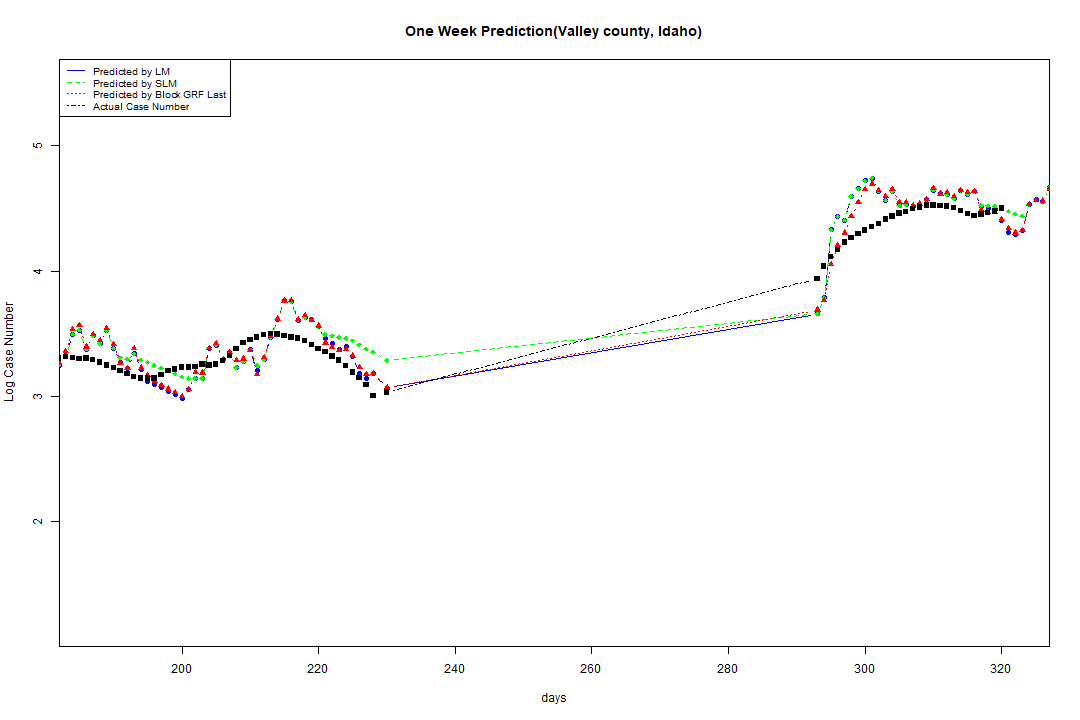 One Week Prediction(Valley county, Idaho)
Predicted by LM
Predicted by SLM
Predicted by Block GRF Last
Actual Case Number
5
4
3
2
Log Case Number
200 220 240 260 280 300 320
days